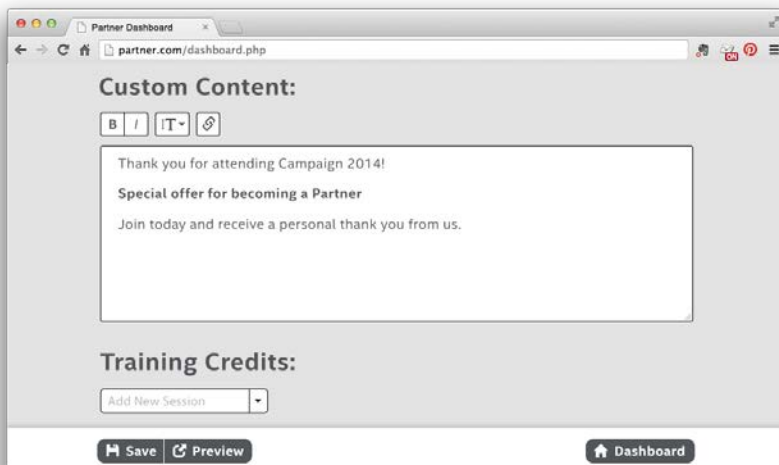 Partner Dashboard
partner.com/dashboard.php
ON
Custom Content:
B I T
Thank you for attending Campaign 2014!
Special offer for becoming a Partner
Join today and receive a personal thank you from us.
Training Credits:
Add New Session
Save Preview Dashboard